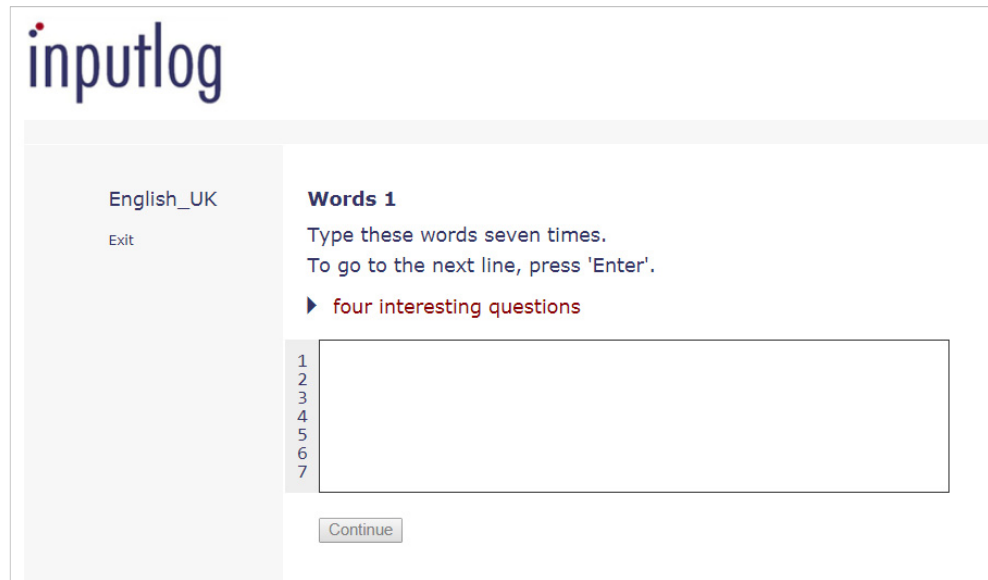 inputlog
English_UK
Exit
Words 1
Type these words seven times.
To go to the next line, press 'Enter'.
four interesting questions
1
2
3
4
5
6
7
Continue